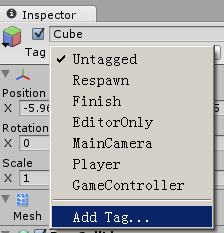 Inspector
Cube
Tag
Untagged
Respawn
Finish
EditorOnly
MainCamera
Player
GameController
Add Tag...
Position
X -5.96
Rotation
X 0
Scale
X 1
Mesh